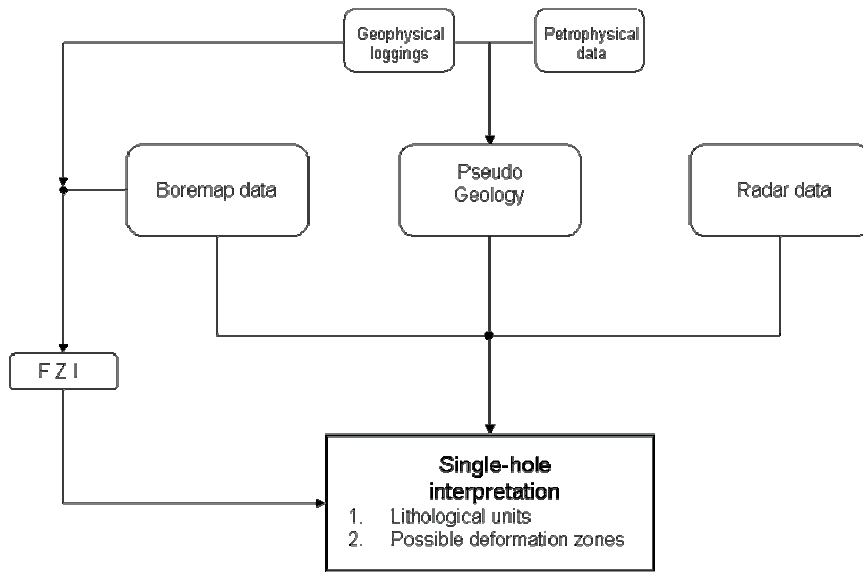 Geophysical
loggings
Petrophysical
data
Boremap data
Pseudo
Geology
Radar data
F Z I
Single-hole
interpretation
1. Lithological units
2. Possible deformation zones